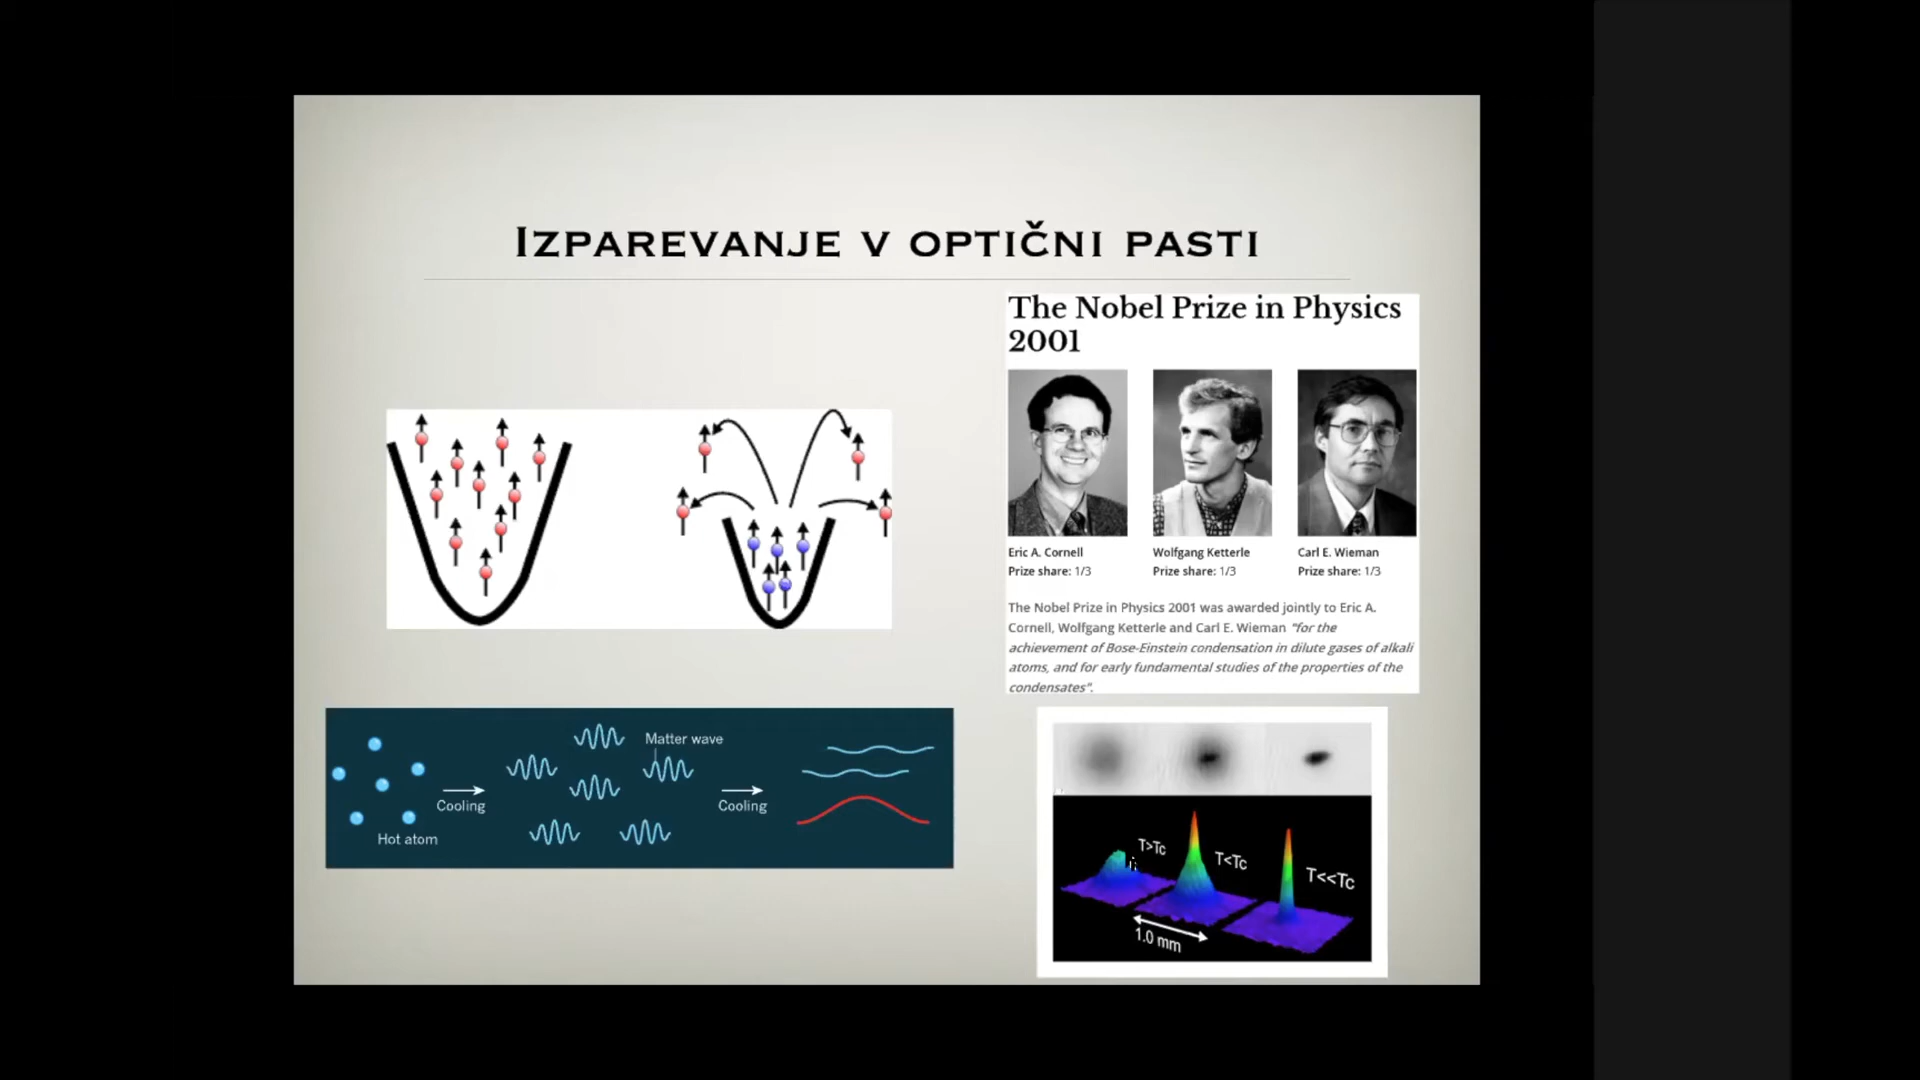 IZPAREVANJE V OPTIČNI PASTI
The Nobel Prize in Physics
2001
Eric A. Cornell
Prize share: 1/3
Wolfgang Ketterle
Prize share: 1/3
Carl E. Wieman
Prize share: 1/3
The Nobel Prize in Physics 2001 was awarded jointly to Eric A.
Cornell, Wolfgang Ketterle and Carl E. Wieman "for the
achievement of Bose-Einstein condensation in dilute gases of alkali
atoms, and for early fundamental studies of the properties of the
condensates".
Matter wave
Cooling
Cooling
Hot atom
T>Tc
T<Tc
T<<Tc
1.0 mm